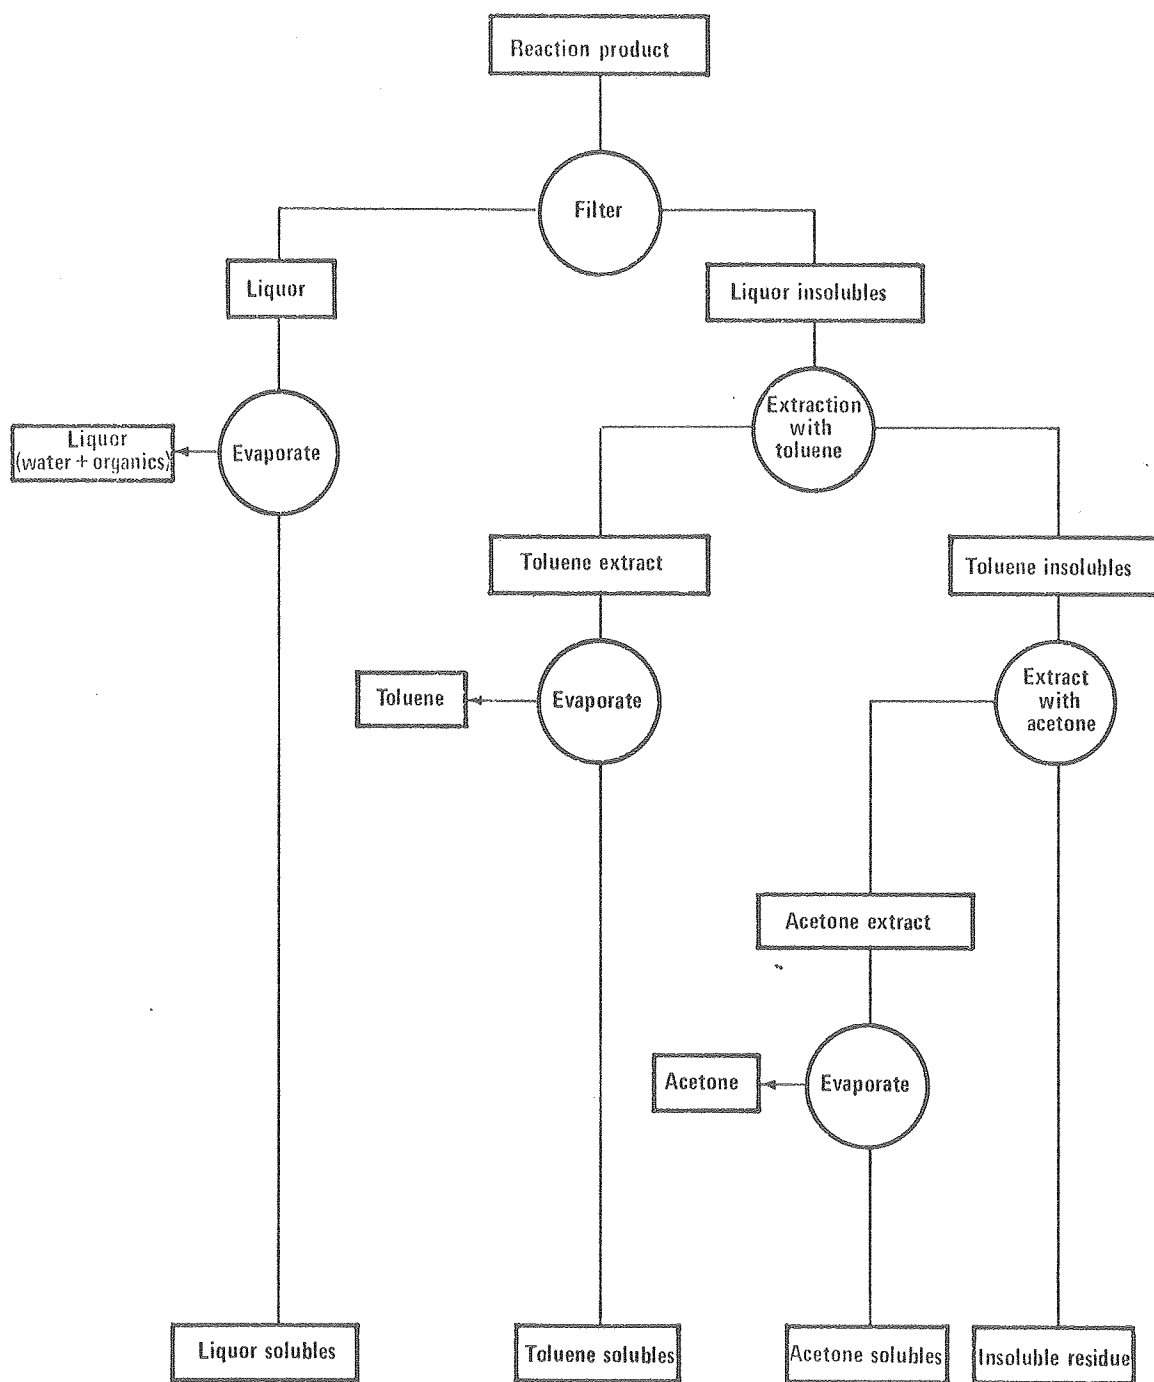 Reaction product
Filter
Liquor
Liquor insolubles
Extraction
with
toluene
Liquor
(water + organics)
Evaporate
Toluene extract
Toluene insolubles
Toluene
Evaporate
Extract
with
acetone
Acetone extract
Acetone
Evaporate
Liquor solubles
Toluene solubles
Acetone solubles
Insoluble residue